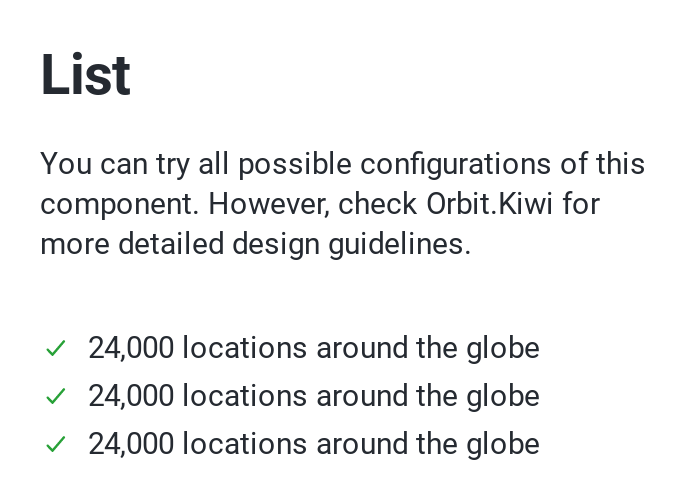 List
You can try all possible configurations of this
component. However, check Orbit.Kiwi for
more detailed design guidelines.
24,000 locations around the globe
24,000 locations around the globe
24,000 locations around the globe